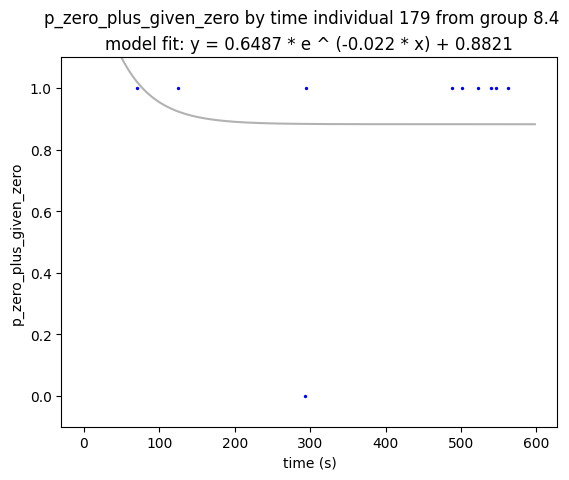 p_zero_plus_given_zero by time individual 179 from group 8.4
model fit: y = 0.6487 * e ^ (-0.022 * x) + 0.8821
1.0
0.8
0.6
0.4
0.2
0.0
p_zero_plus_given_zero
0 100 200 300 400 500 600
time (s)